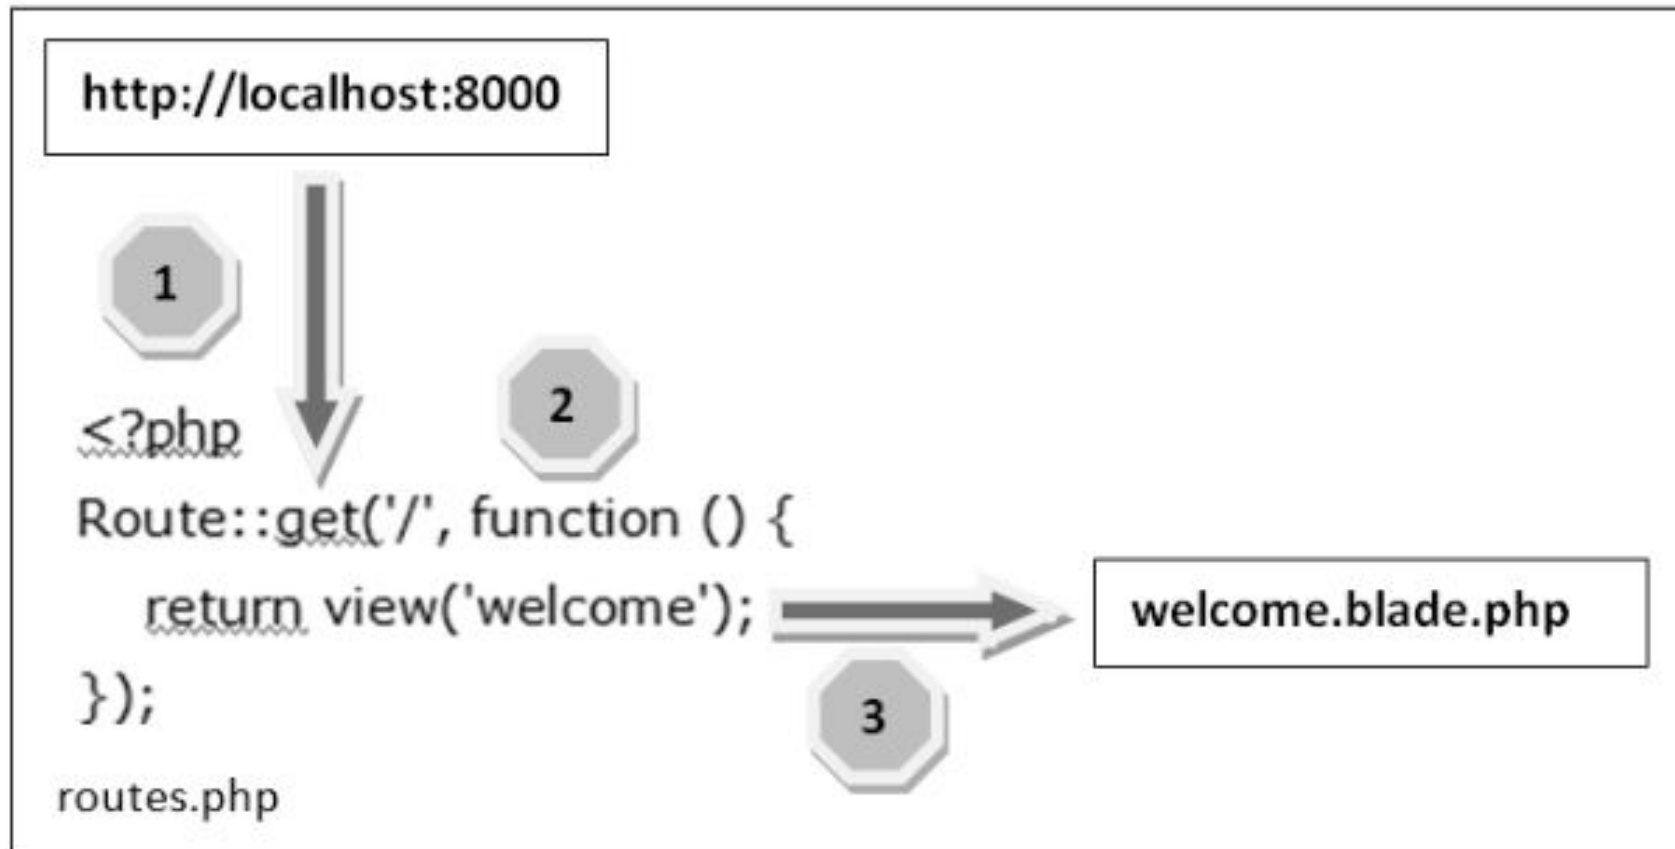 http://localhost:8000
1
2
<?php
Route::get('/', function () {
return view('welcome');
welcome.blade.php
});
3
routes.php